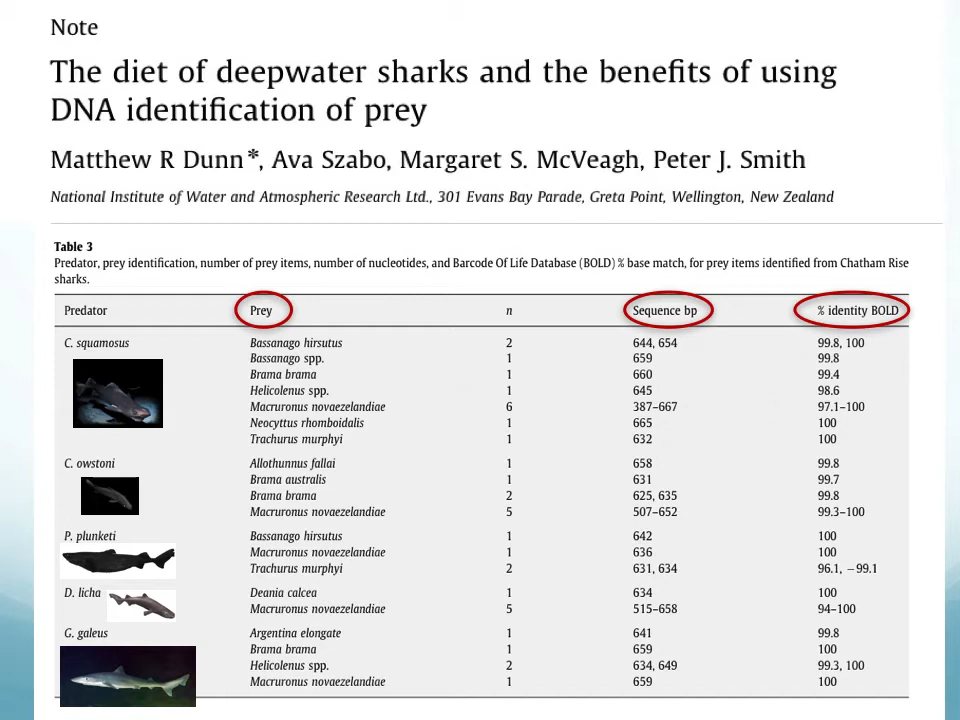 Note
The diet of deepwater sharks and the benefits of using
DNA identification of prey
Matthew R Dunn*, Ava Szabo, Margaret S. McVeagh, Peter J. Smith
National Institute of Water and Atmospheric Research Ltd., 301 Evans Bay Parade, Greta Point, Wellington, New Zealand
Table 3
Predator, prey identification, number of prey items, number of nucleotides, and Barcode Of Life Database (BOLD) % base match, for prey items identified from Chatham Rise
sharks.
Predator Prey n Sequence bp % identity BOLD
C. squamosus Bassanago hirsutus 2 644, 654 99.8, 100
Bassango spp. 1 659 99.8
Brama brama 1 660 99.4
Helicolenus spp. 1 645 98.6
Macruronus novaezelandiae 6 387–667 97.1–100
Neocyttus rhomboidalis 1 665 100
Trachurus murphyi 1 632 100
C. owstoni Allothunnus fallai 1 658 99.8
Brama australis 1 631 99.7
Brama brama 2 625, 635 99.8
Macruronus novaezelandiae 5 507–652 99.3–100
P. plunketi Bassanago hirsutus 1 642 100
Macruronus novaezelandiae 1 636 100
Trachurus murphyi 2 631, 634 96.1, −99.1
D. licha Deania calcea 1 634 100
Macruronus novaezelandiae 5 515–658 94–100
G. galeus Argentina elongate 1 641 99.8
Brama brama 1 659 100
Helicolenus spp. 2 634, 649 99.3, 100
Macruronus novaezelandiae 1 659 100